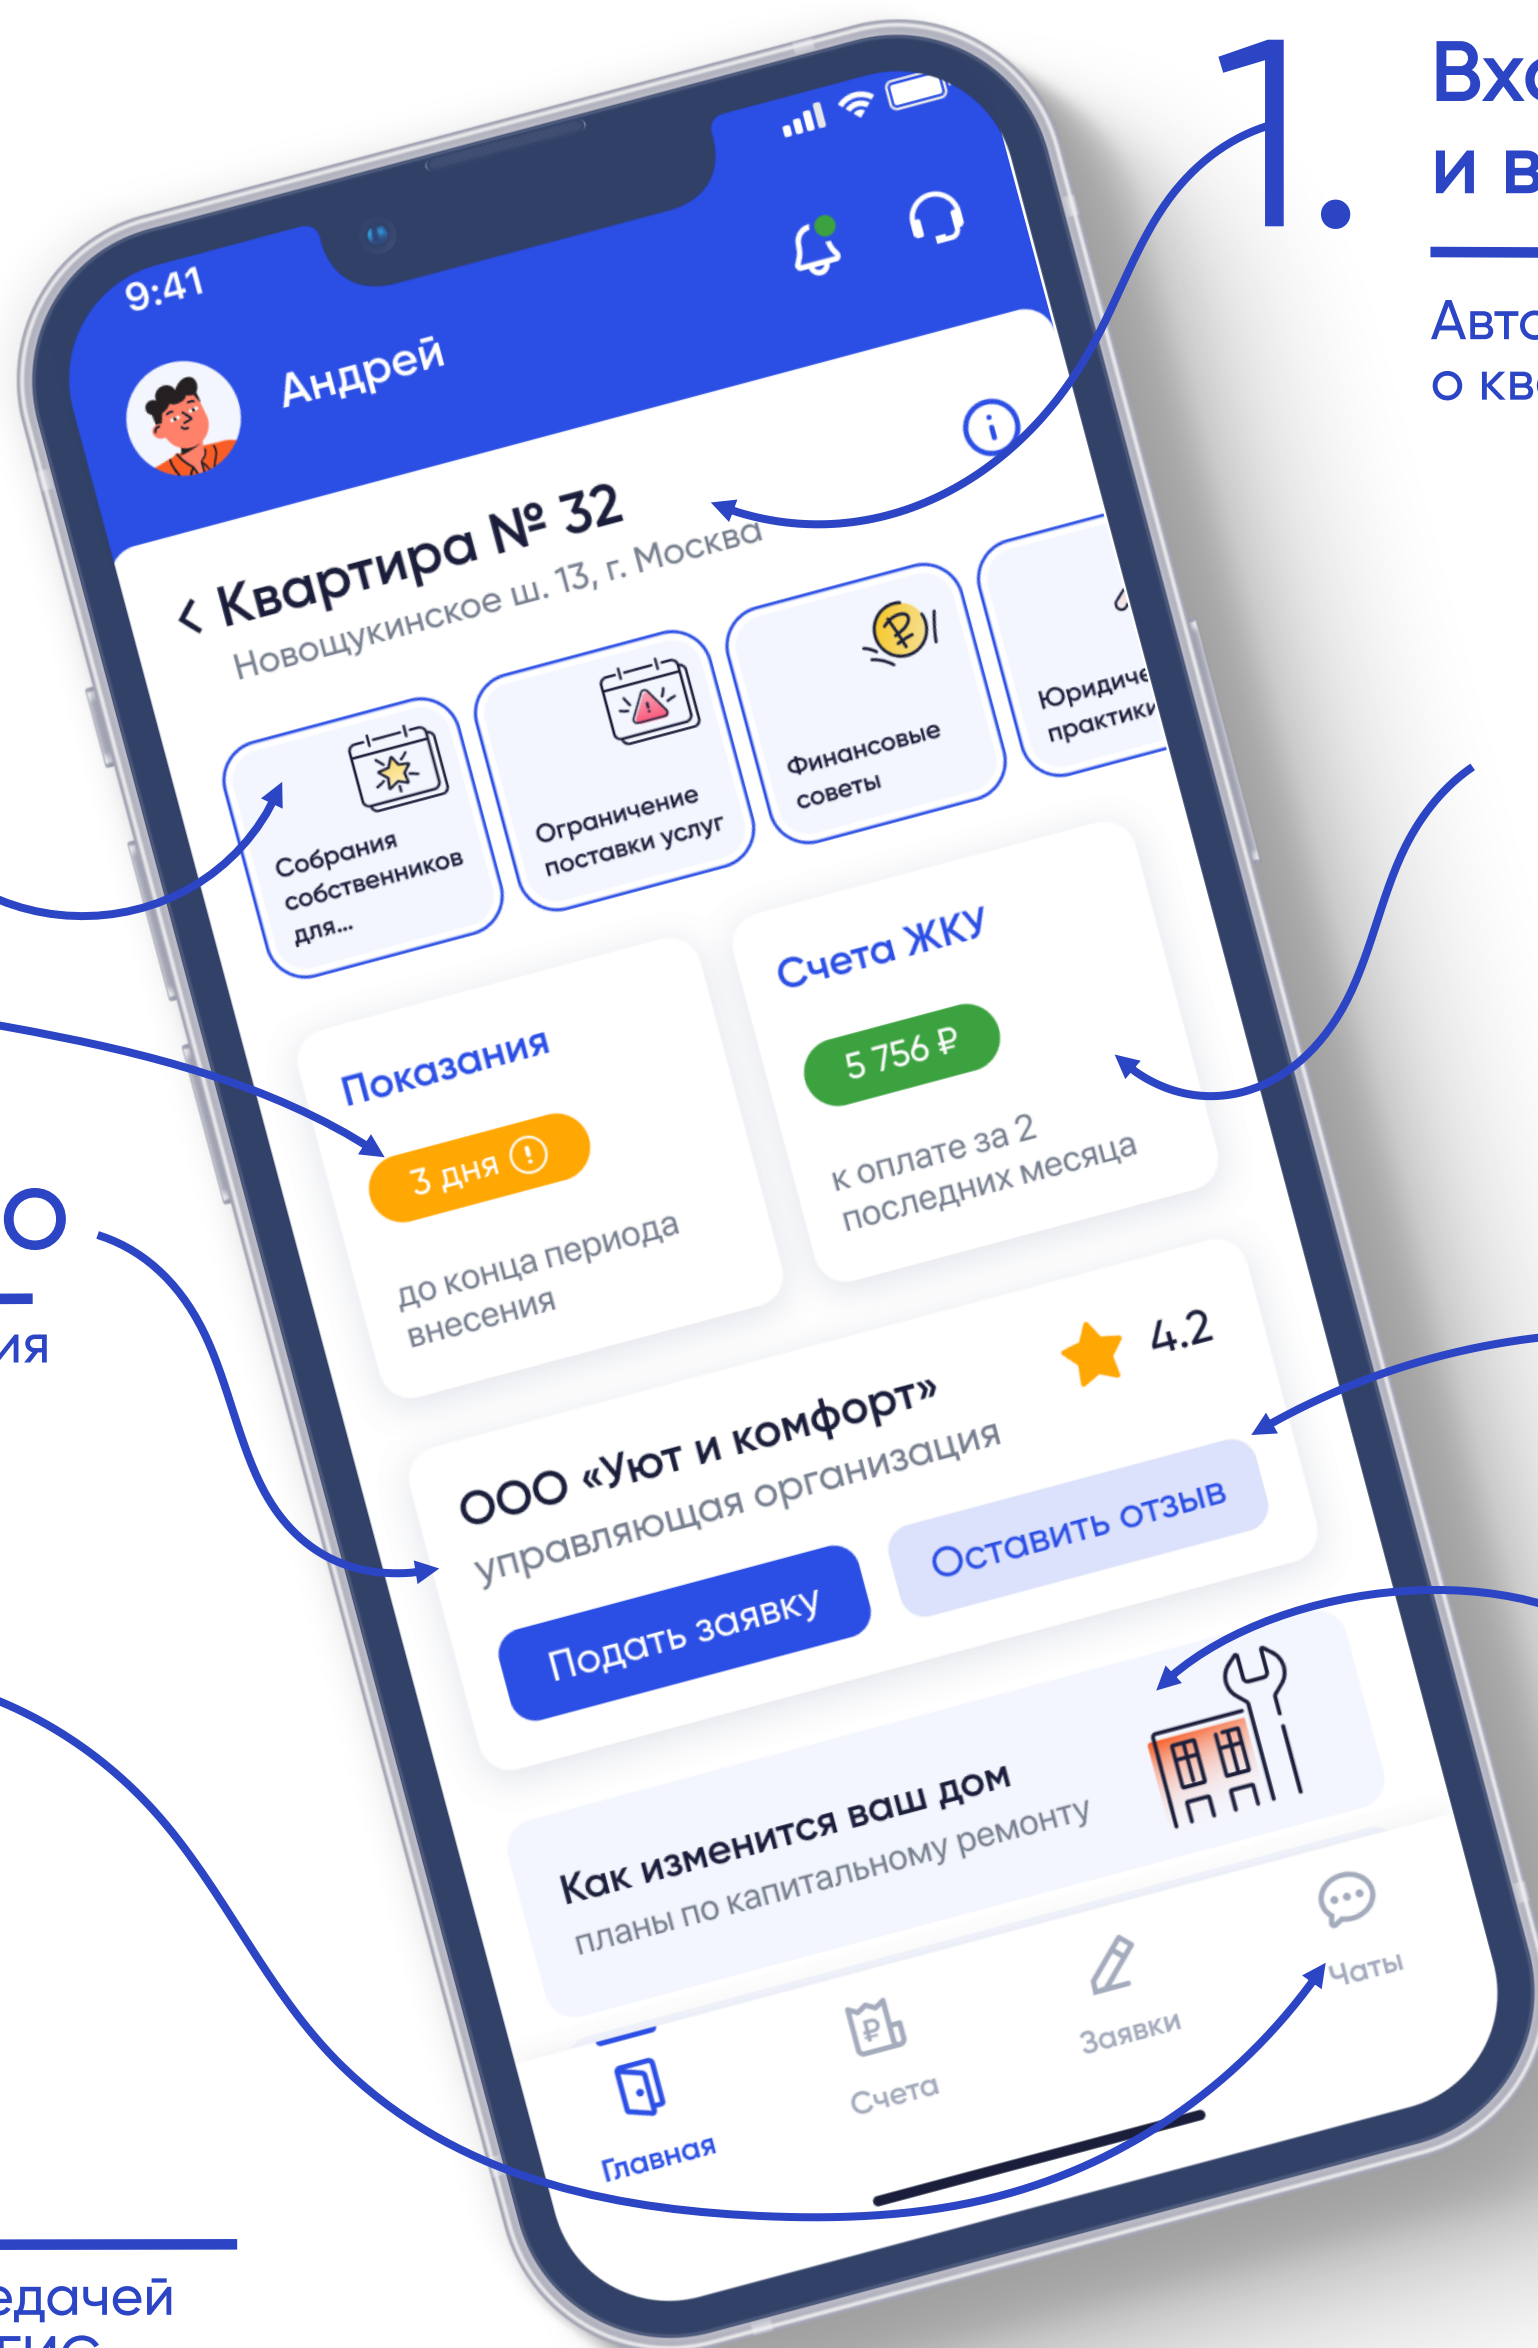 1.
9:41
Андрей
Квартира № 32
Новощукинское ш. 13, г. Москва
Собрания
собственников
для...
Ограничение
поставки услуг
Финансовые
советы
Показания
3 дня
до конца периода
внесения
Счета ЖКУ
5 756 ₽
к оплате за 2
последних месяца
ООО «Уют и комфорт»
4.2
управляющая организация
Подать заявку
Оставить отзыв
Как изменится ваш дом
планы по капитальному ремонту
Главная
Счета
Заявки
Чаты